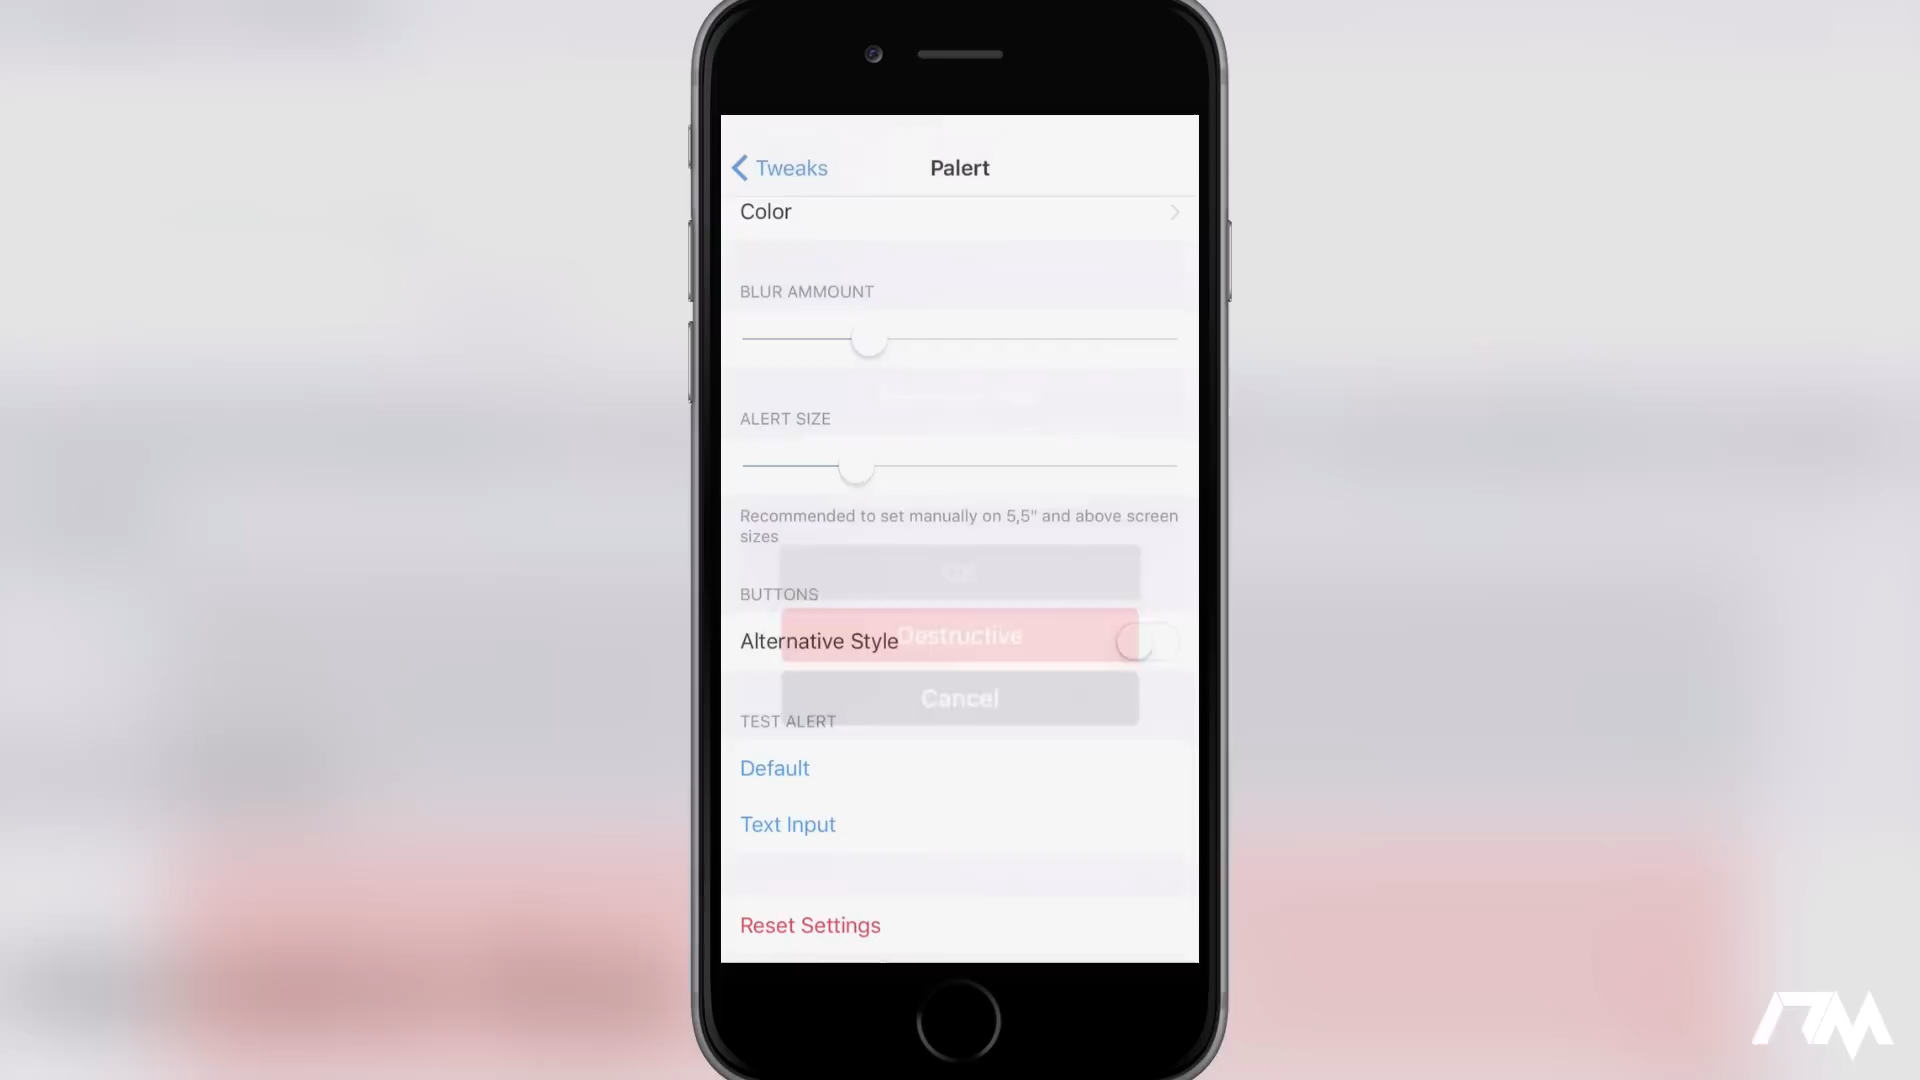 Tweaks
Palert
Color
BLUR AMMOUNT
ALERT SIZE
Recommended to set manually on 5,5" and above screen
sizes
OK
BUTTONS
Alternative Style
Destructive
Cancel
TEST ALERT
Default
Text Input
Reset Settings